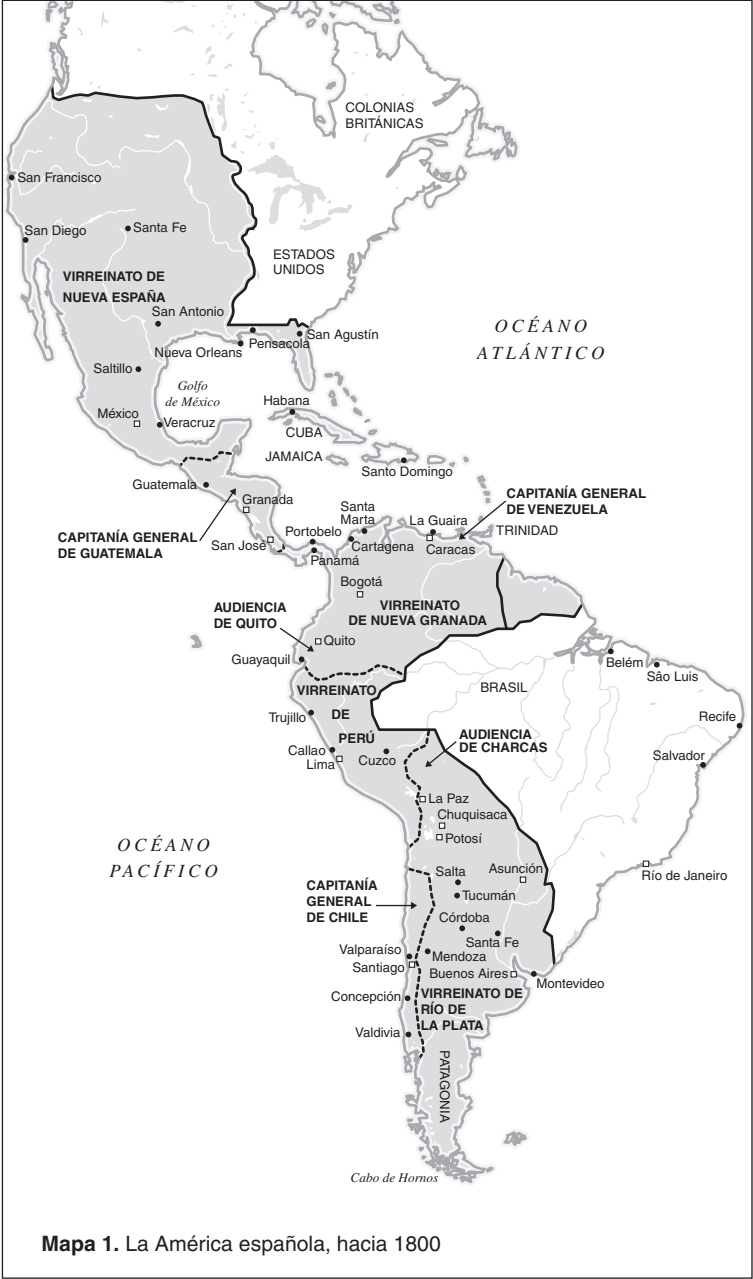 COLONIAS
BRITÁNICAS
San Francisco
San Diego
Santa Fe
ESTADOS
UNIDOS
VIRREINATO DE
NUEVA ESPAÑA
San Antonio
San Agustín
Pensacola
Nueva Orleans
OCÉANO
ATLÁNTICO
Saltillo
Golfo
de México
Habana
México
Veracruz
CUBA
JAMAICA
Santo Domingo
Guatemala
Granada
CAPITANÍA GENERAL
DE VENEZUELA
Santa
Marta
La Guaira
TRINIDAD
CAPITANÍA GENERAL
DE GUATEMALA
San José
Portobelo
Cartagena
Caracas
Panamá
Bogotá
AUDIENCIA
DE QUITO
VIRREINATO
DE NUEVA GRANADA
Quito
Guayaquil
Belém
Sâo Luis
VIRREINATO
DE
PERÚ
BRASIL
Trujillo
Recife
Callao
Lima
Cuzco
AUDIENCIA
DE CHARCAS
Salvador
La Paz
Chuquisaca
Potosí
OCÉANO
PACÍFICO
Salta
Asunción
Río de Janeiro
CAPITANÍA
GENERAL
DE CHILE
Tucumán
Córdoba
Santa Fe
Valparaíso
Mendoza
Santiago
Buenos Aires
Montevideo
Concepción
VIRREINATO DE
RÍO DE
LA PLATA
Valdivia
PATAGONIA
Cabo de Hornos
Mapa 1. La América española, hacia 1800